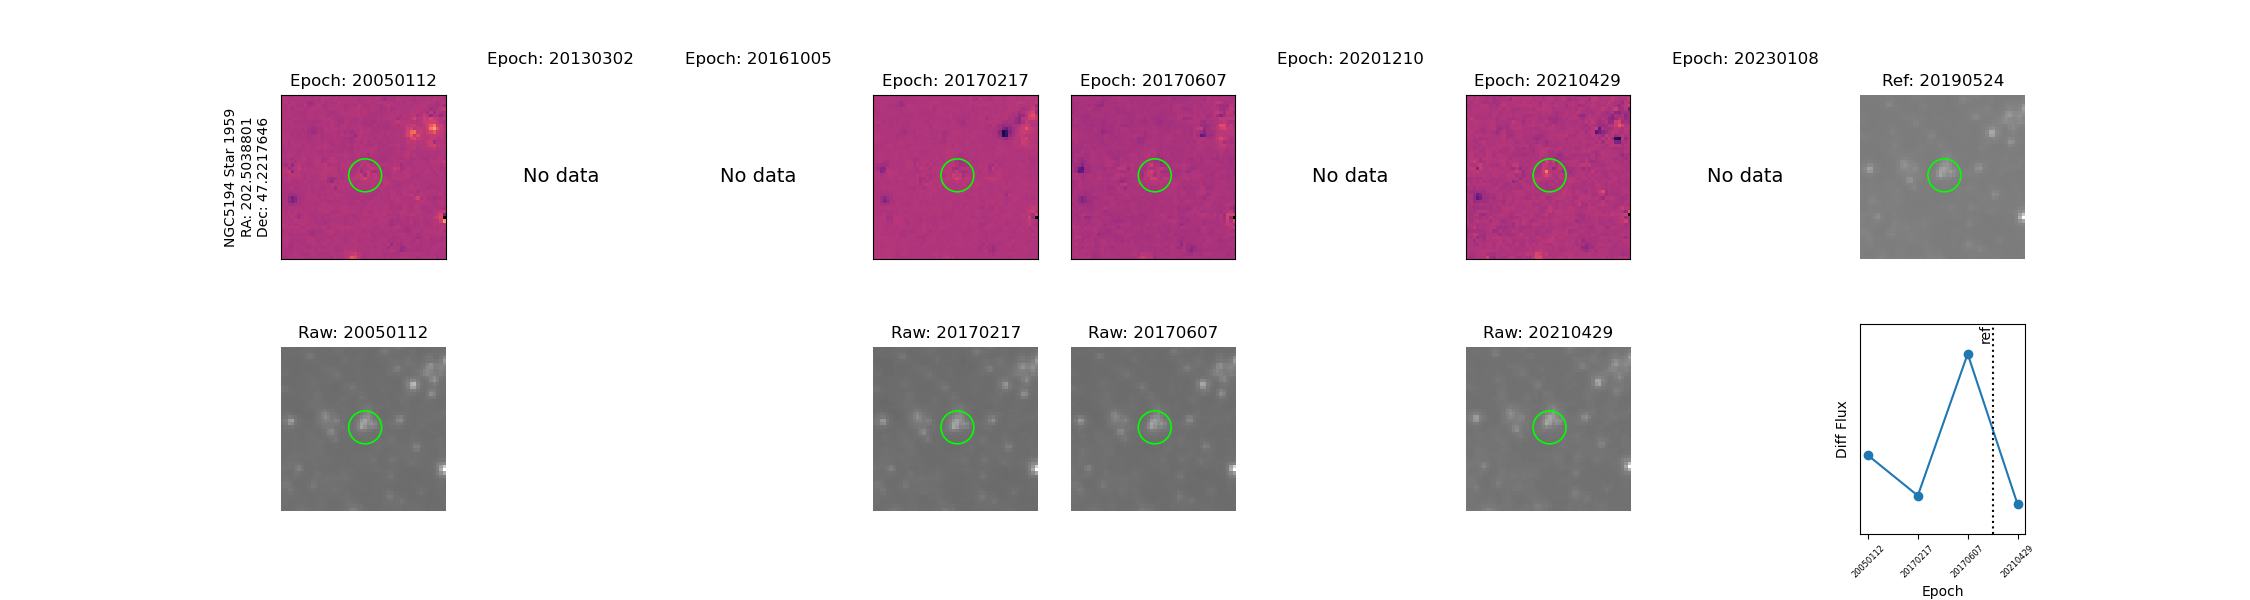 Epoch: 20130302
Epoch: 20161005
Epoch: 20201210
Epoch: 20230108
Epoch: 20050112
Epoch: 20170217
Epoch: 20170607
Epoch: 20210429
Ref: 20190524
NGC5194 Star 1959
RA: 202.5038801
Dec: 47.2217646
No data
No data
No data
No data
Raw: 20050112
Raw: 20170217
Raw: 20170607
Raw: 20210429
ref
Diff Flux
20050112
20170217
20170607
20210429
Epoch